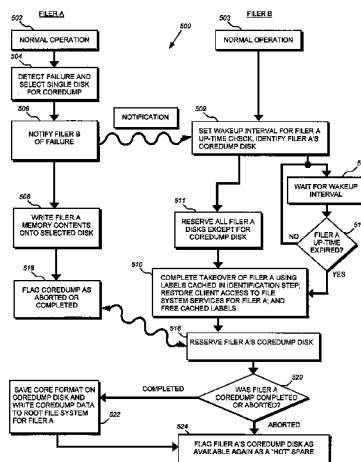 FILER A
FILER B
502
500
503
NORMAL OPERATION
NORMAL OPERATION
504
DETECT FAILURE AND
SELECT SINGLE DISK
FOR COREDUMP
506
NOTIFICATION
509
NOTIFY FILER B
OF FAILURE
SET WAKEUP INTERVAL FOR FILER A
UP-TIME CHECK, IDENTIFY FILER A'S
COREDUMP DISK
WAIT FOR WAKEUP
INTERVAL
508
511
WRITE FILER A
MEMORY CONTENTS
ONTO SELECTED DISK
RESERVE ALL FILER A
DISKS EXCEPT FOR
COREDUMP DISK
NO
FILER A
UP-TIME
EXPIRED?
YES
518
510
FLAG COREDUMP AS
ABORTED OR
COMPLETED
COMPLETE TAKEOVER OF FILER A USING
LABELS CACHED IN IDENTIFICATION STEP;
RESTORE CLIENT ACCESS TO FILE
SYSTEM SERVICES FOR FILER A; AND
FREE CACHED LABELS
516
RESERVE FILER A'S COREDUMP DISK
520
SAVE CORE FORMAT ON
COREDUMP DISK AND
WRITE COREDUMP DATA
TO ROOT FILE SYSTEM
FOR FILER A
COMPLETED
WAS FILER A
COREDUMP COMPLETED
OR ABORTED?
522
ABORTED
524
FLAG FILER A'S COREDUMP DISK AS
AVAILABLE AGAIN AS A "HOT" SPARE